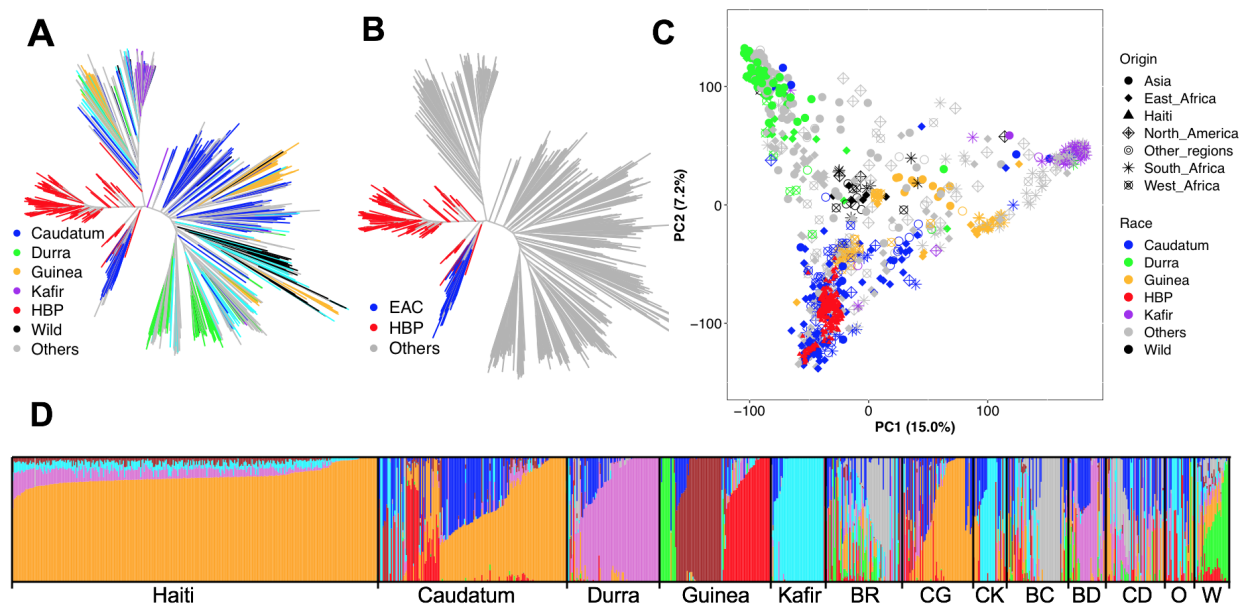 A
B
C
D
Caudatum
Durra
Guinea
Kafir
HBP
Wild
Others
EAC
HBP
Others
PC2 (7.2%)
100
0
−100
−100
0
100
PC1 (15.0%)
Origin
Asia
East_Africa
Haiti
North_America
Other_regions
South_Africa
West_Africa
Race
Caudatum
Durra
Guinea
HBP
Kafir
Others
Wild
Haiti Caudatum Durra Guinea Kafir BR CG CK BC BD CD O W